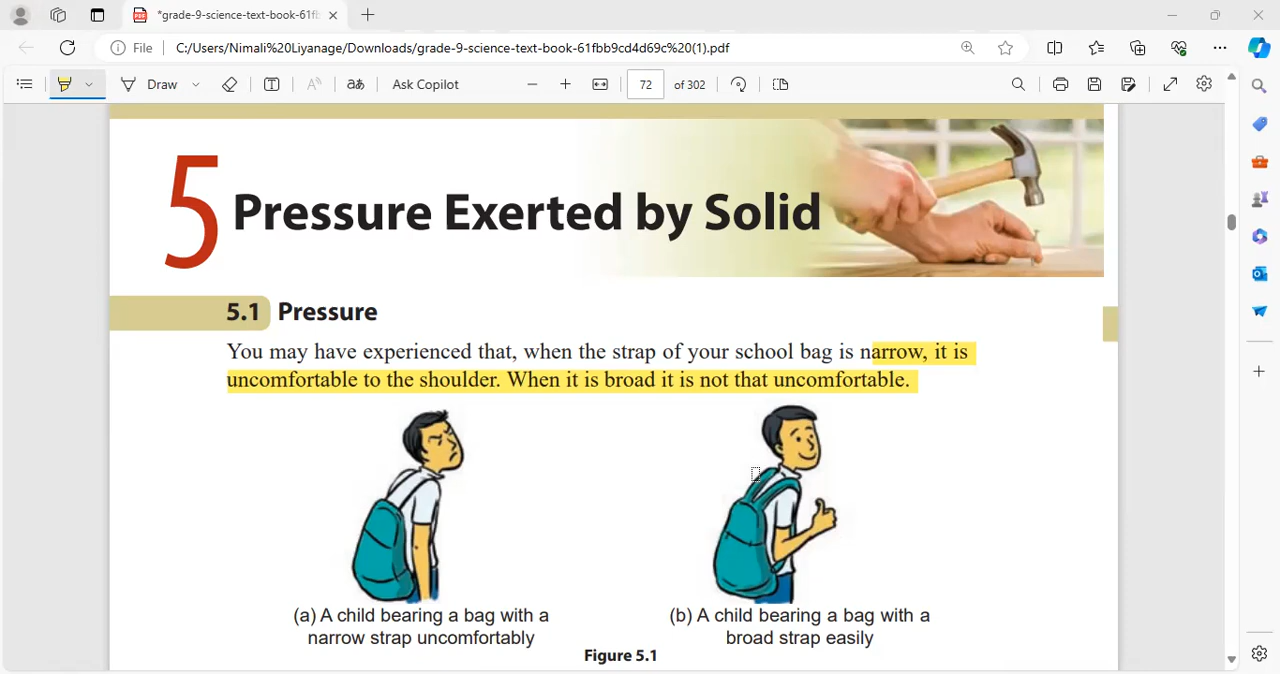 *grade-9-science-text-book-61fb
File
C:/Users/Nimali%20Liyanage/Downloads/grade-9-science-text-book-61fbb9cd4d69c%20(1).pdf
Draw
aあ
Ask Copilot
72
of 302
5 Pressure Exerted by Solid
5.1 Pressure
You may have experienced that, when the strap of your school bag is narrow, it is
uncomfortable to the shoulder. When it is broad it is not that uncomfortable.
(a) A child bearing a bag with a
narrow strap uncomfortably
(b) A child bearing a bag with a
broad strap easily
Figure 5.1